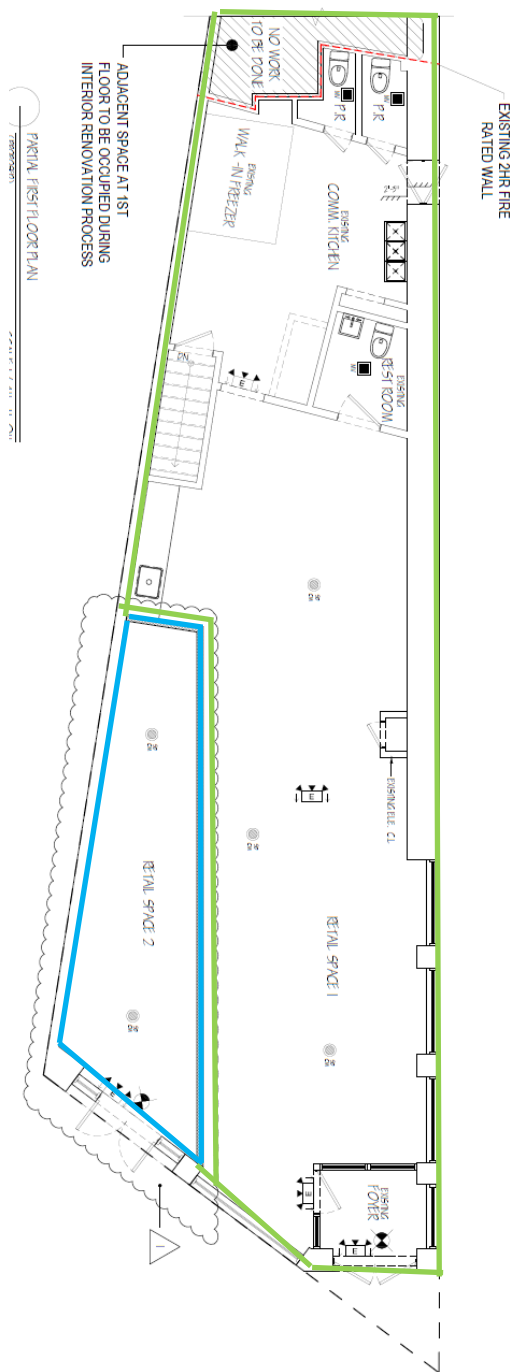 EXISTING 2HR FIRE
RATED WALL
NO WORK
TO BE DONE
P.R
P.R
ADJACENT SPACE AT 1ST
FLOOR TO BE OCCUPIED DURING
INTERIOR RENOVATION PROCESS
PARTIAL FIRST FLOOR PLAN
EXISTING
WALK -IN FREEZER
EXISTING
COMM. KITCHEN
EXISTING
REST ROOM
DN
E
EXISTING ELE. CL.
E
RETAIL SPACE 2
RETAIL SPACE 1
EXISTING
FOYER
E
E
1